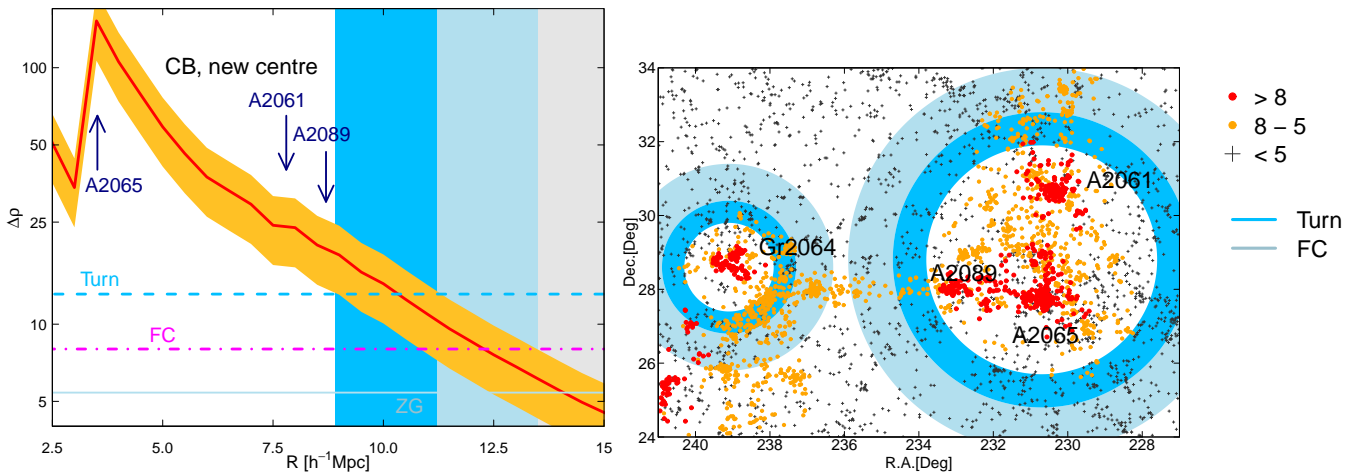 CB, new centre
A2061
A2089
A2065
Turn
FC
ZG
100
50
25
10
5
Δρ
2.5 5.0 7.5 10.0 12.5 15
R [h⁻¹Mpc]
34
32
30
28
26
24
Dec.[Deg]
Gr2064
A2061
A2089
A2065
240 238 236 234 232 230 228
R.A.[Deg]
> 8
8 − 5
< 5
Turn
FC